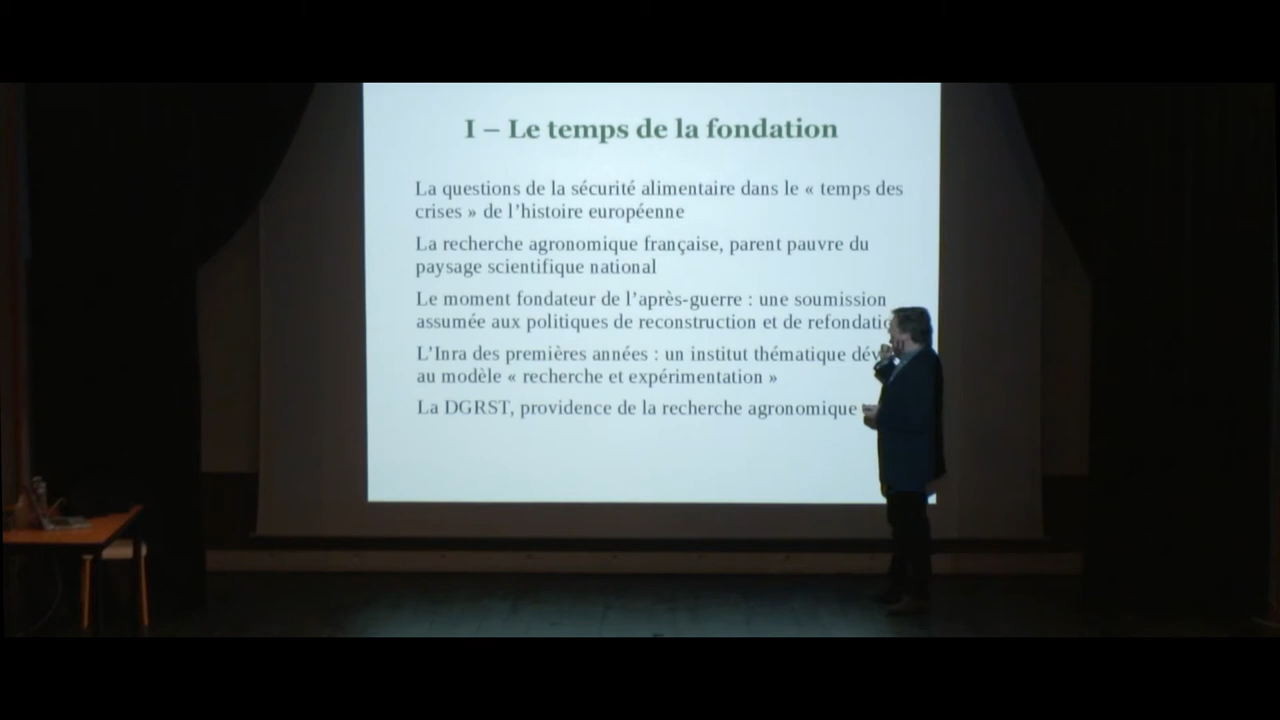 I – Le temps de la fondation
La questions de la sécurité alimentaire dans le « temps des
crises » de l’histoire européenne
La recherche agronomique française, parent pauvre du
paysage scientifique national
Le moment fondateur de l’après-guerre : une soumission
assumée aux politiques de reconstruction et de
L’Inra des premières années : un institut thématique
au modèle « recherche et expérimentation »
La DGRST, providence de la recherche agronomique